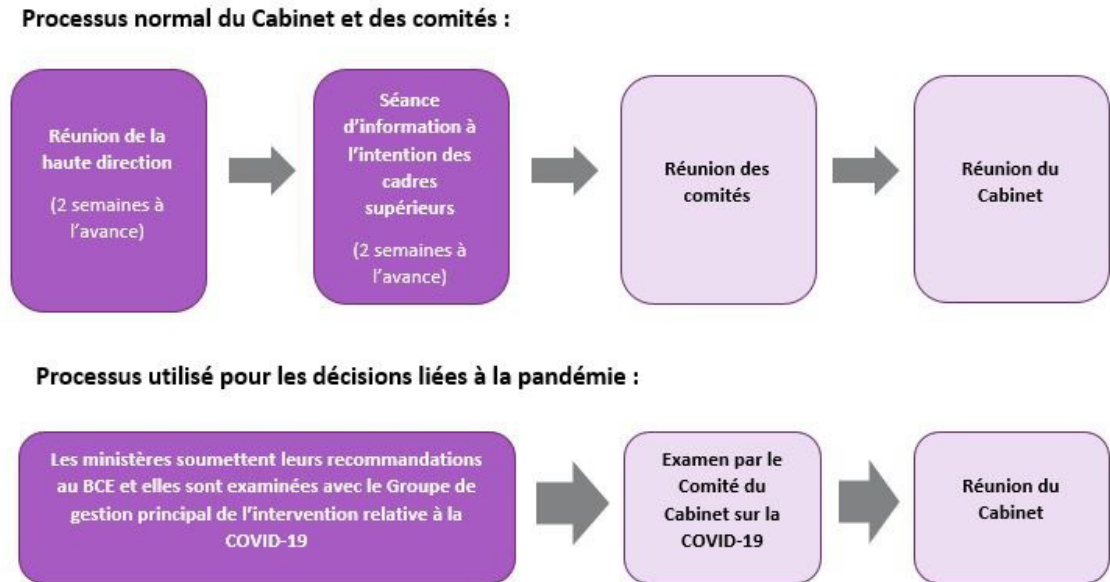 Processus normal du Cabinet et des comités :
Réunion de la
haute direction
(2 semaines à
l'avance)
Séance
d'information à
l'intention des
cadres
supérieurs
(2 semaines à
l'avance)
Réunion des
comités
Réunion du
Cabinet
Processus utilisé pour les décisions liées à la pandémie :
Les ministères soumettent leurs recommandations
au BCE et elles sont examinées avec le Groupe de
gestion principal de l'intervention relative à la
COVID-19
Examen par le
Comité du
Cabinet sur la
COVID-19
Réunion du
Cabinet